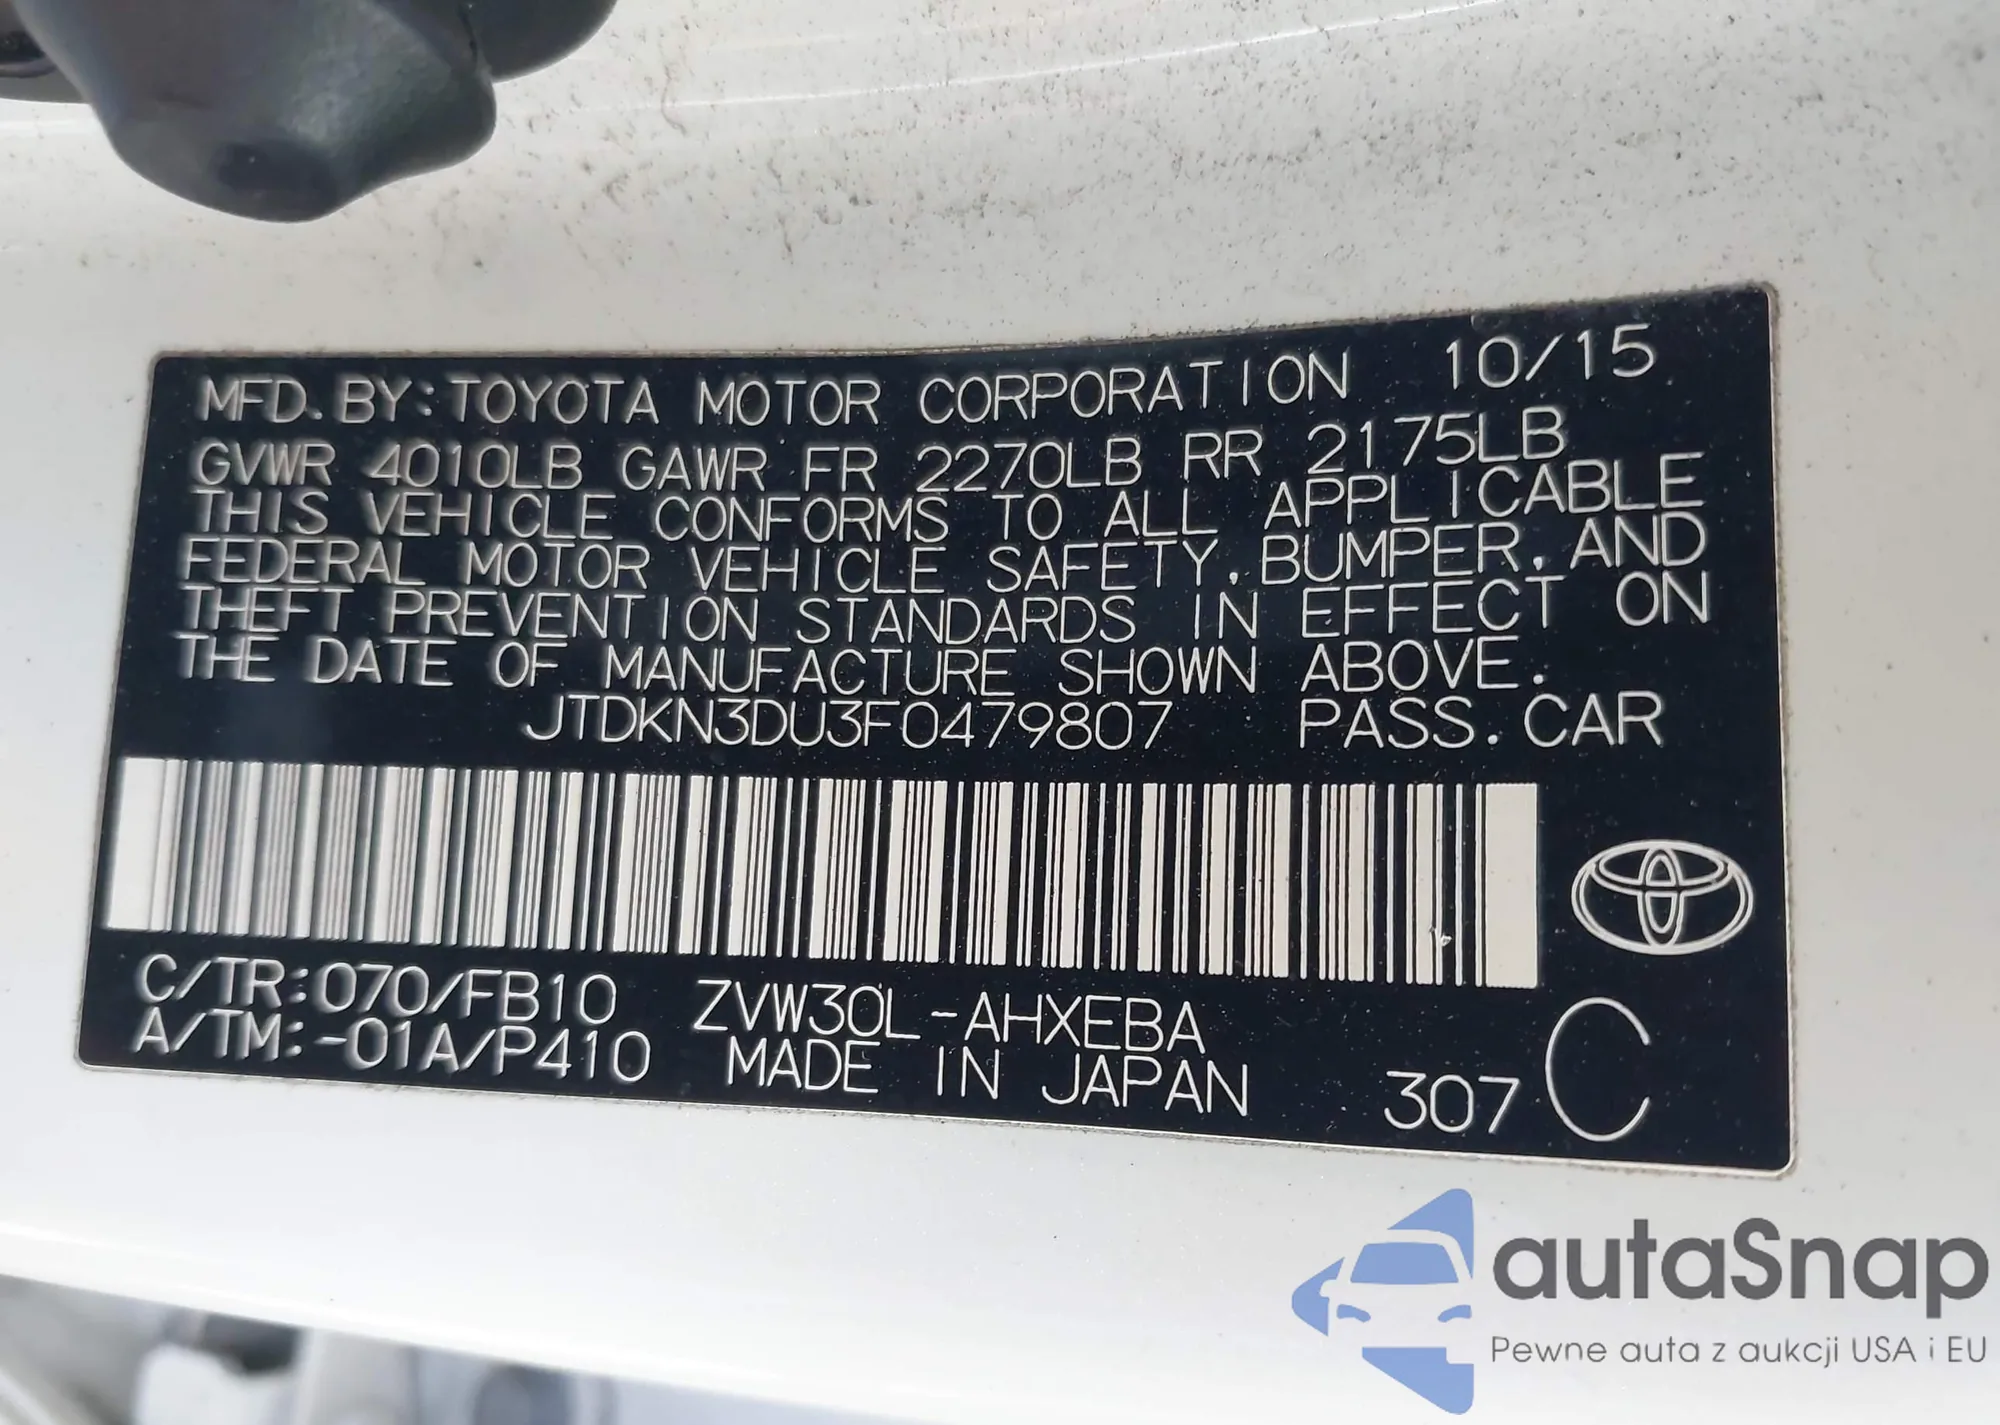 MFD. BY: TOYOTA MOTOR CORPORATION 10/15
GVWR 4010LB GAWR FR 2270LB RR 2175LB
THIS VEHICLE CONFORMS TO ALL APPLICABLE
FEDERAL MOTOR VEHICLE SAFETY, BUMPER, AND
THEFT PREVENTION STANDARDS IN EFFECT ON
THE DATE OF MANUFACTURE SHOWN ABOVE.
JTDKN3DU3F0479807 PASS. CAR
C/TR: 070/FB10 ZVW30L-AHXEBA
A/TM: -01A/P410 MADE IN JAPAN 307 C
autaSnap
Pewne auta z aukcji USA i EU